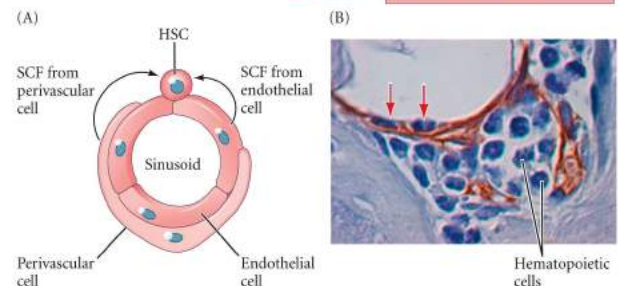 (A)
HSC
SCF from
perivascular
cell
SCF from
endothelial
cell
Sinusoid
Perivascular
cell
Endothelial
cell
(B)
Hematopoietic
cells